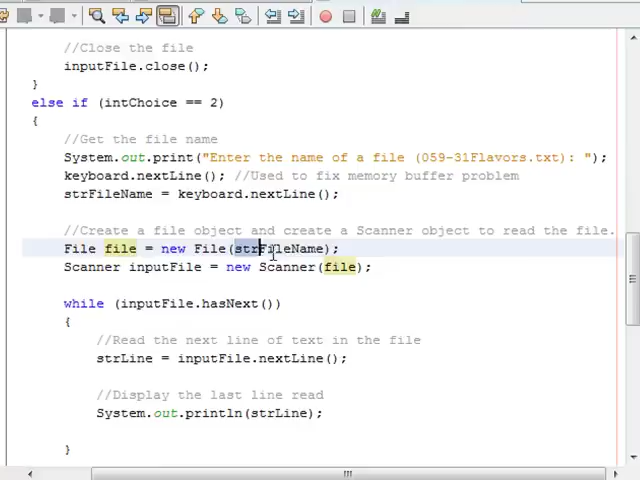 //Close the file
inputFile.close();
}
else if (intChoice == 2)
{
//Get the file name
System.out.print("Enter the name of a file (059-31Flavors.txt): ");
keyboard.nextLine(); //Used to fix memory buffer problem
strFileName = keyboard.nextLine();
//Create a file object and create a Scanner object to read the file.
File file = new File(strFileName);
Scanner inputFile = new Scanner(file);
while (inputFile.hasNext())
{
//Read the next line of text in the file
strLine = inputFile.nextLine();
//Display the last line read
System.out.println(strLine);
}